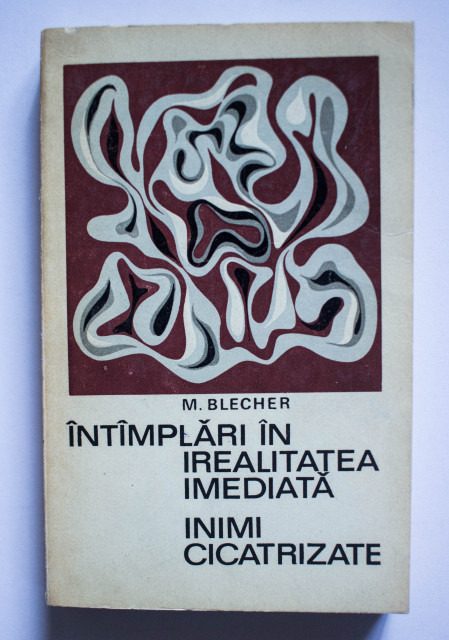 M. BLECHER
ÎNTÎMPLĂRI ÎN
IREALITATEA
IMEDIATĂ
INIMI
CICATRIZATE